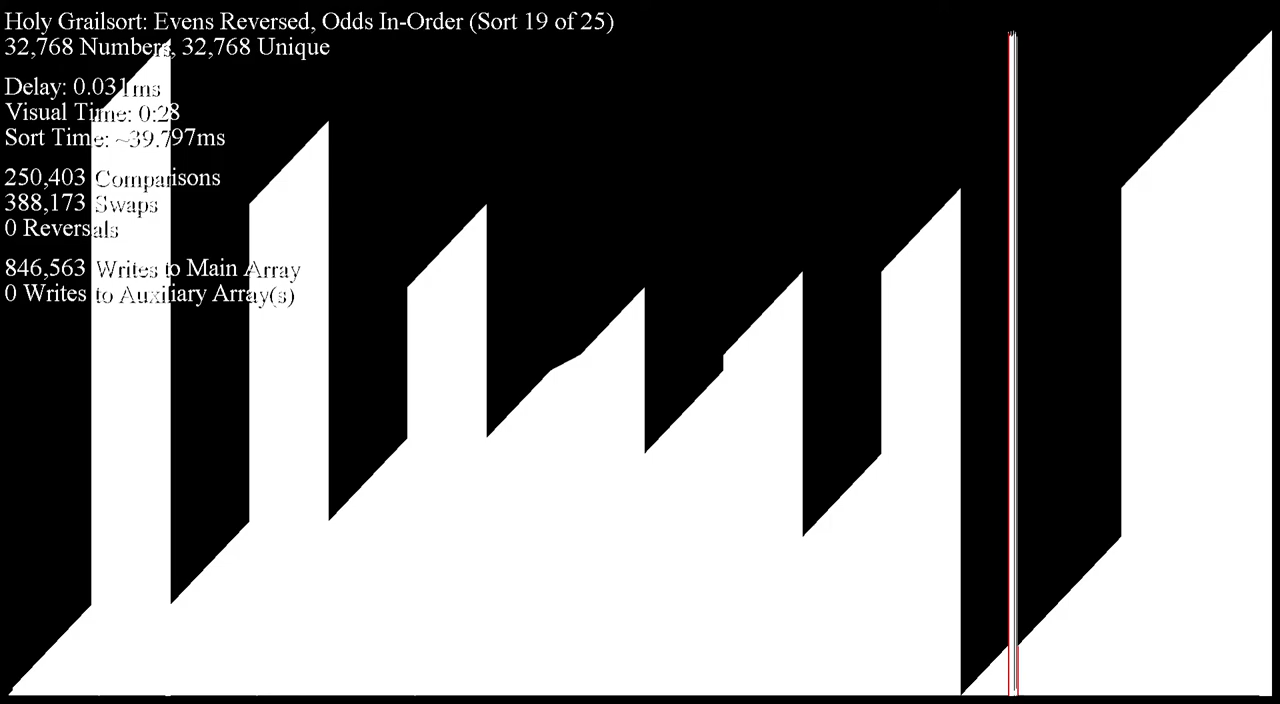 Holy Grailsort: Evens Reversed, Odds In-Order (Sort 19 of 25)
32,768 Numbers, 32,768 Unique
Delay: 0.031ms
Visual Time: 0:28
Sort Time: ~39.797ms
250,403 Comparisons
388,173 Swaps
0 Reversals
846,563 Writes to Main Array
0 Writes to Auxiliary Array(s)